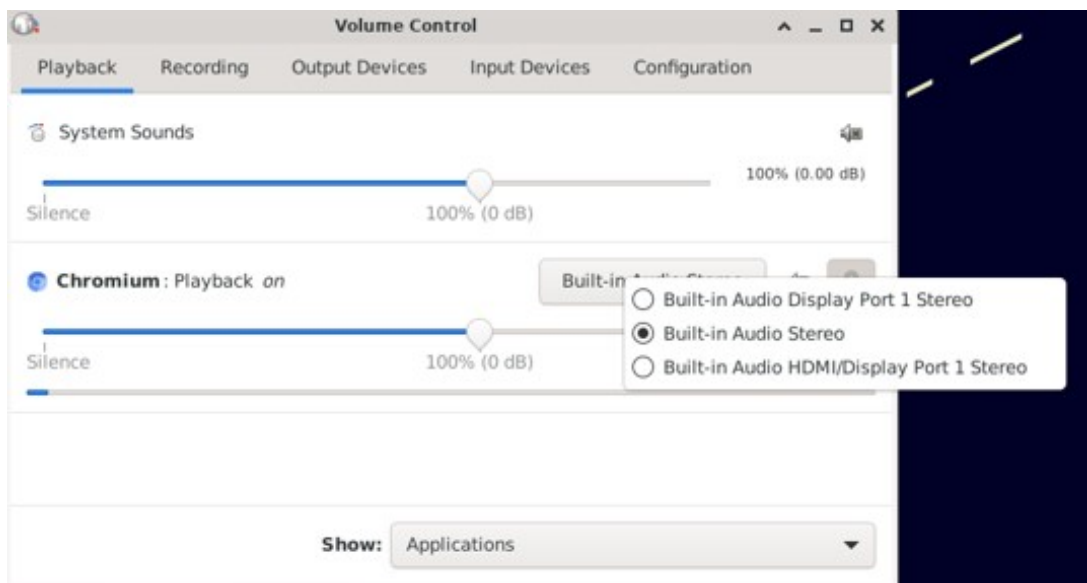 Volume Control
Playback Recording Output Devices Input Devices Configuration
System Sounds
100% (0.00 dB)
Silence 100% (0 dB)
Chromium : Playback on
Built-in Audio Stereo
Silence 100% (0 dB)
Built-in Audio Display Port 1 Stereo
Built-in Audio Stereo
Built-in Audio HDMI/Display Port 1 Stereo
Show: Applications